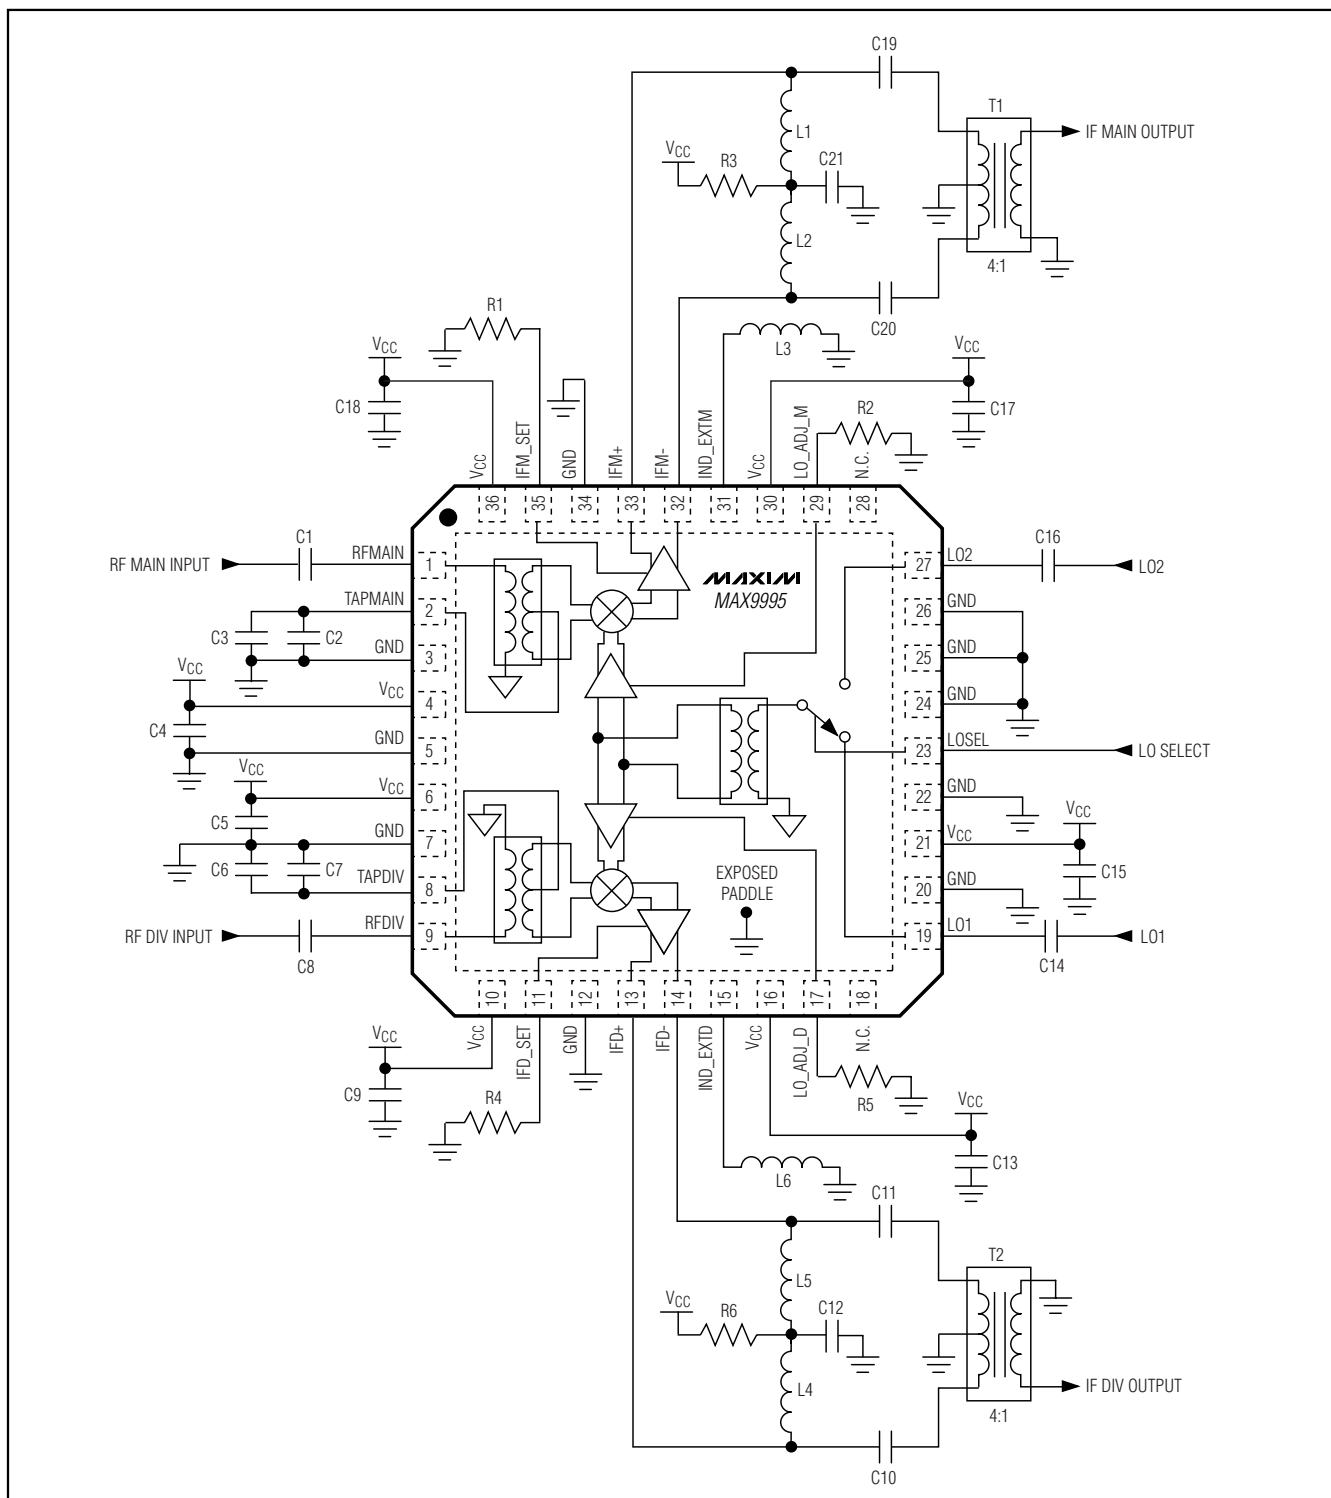 C19
T1
IF MAIN OUTPUT
L1
VCC
R3
C21
L2
4:1
R1
C20
L3
VCC
VCC
C18
C17
R2
VCC
IFM_SET
GND
IFM+
IFM-
IND_EXTM
VCC
LO_ADJ_M
N.C.
36
35
34
33
32
31
30
29
28
RF MAIN INPUT
C1
RFMAIN
1
MAXIM
MAX9995
27
LO2
C16
LO2
TAPMAIN
2
26
GND
C3
C2
GND
3
25
GND
VCC
VCC
4
24
GND
C4
GND
5
23
LOSEL
LO SELECT
VCC
VCC
6
22
GND
C5
GND
7
21
VCC
VCC
C6
C7
TAPDIV
8
EXPOSED
PADDLE
20
GND
C15
RF DIV INPUT
C8
RFDIV
9
19
LO1
C14
LO1
10
11
12
13
14
15
16
17
18
VCC
IFD_SET
GND
IFD+
IFD-
IND_EXTD
VCC
LO_ADJ_D
N.C.
VCC
C9
R4
R5
VCC
C13
L6
C11
T2
L5
VCC
R6
C12
L4
IF DIV OUTPUT
4:1
C10